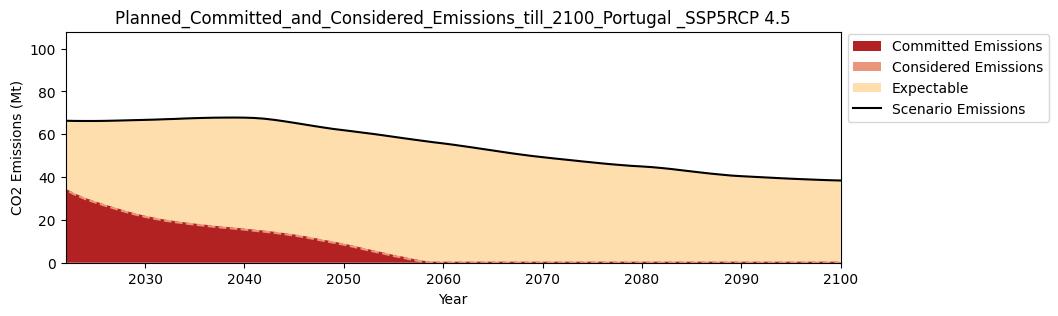 Planned_Committed_and_Considered_Emissions_till_2100_Portugal _SSP5RCP 4.5
100
80
60
40
20
0
CO2 Emissions (Mt)
2030 2040 2050 2060 2070 2080 2090 2100
Year
Committed Emissions
Considered Emissions
Expectable
Scenario Emissions